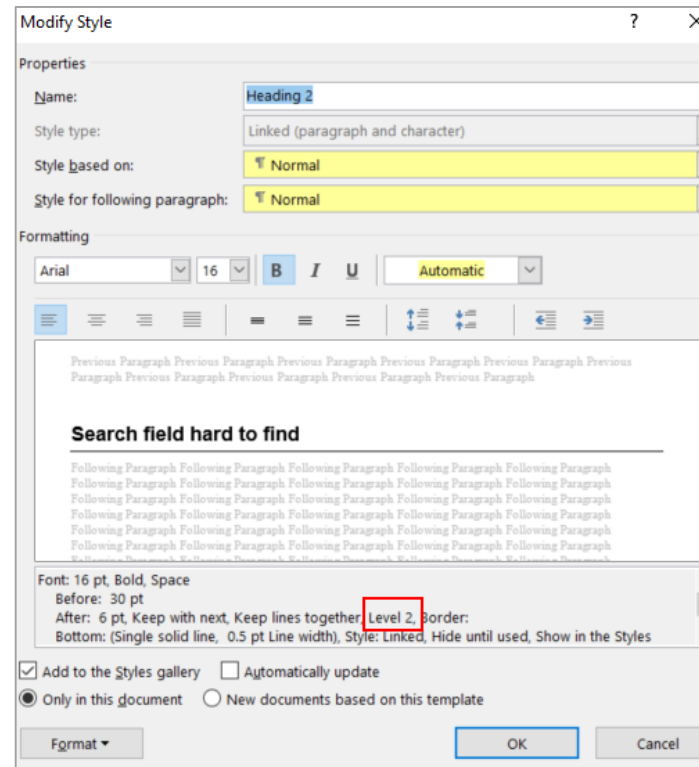 Modify Style ?
Properties
Name: Heading 2
Style type: Linked (paragraph and character)
Style based on: ¶ Normal
Style for following paragraph: ¶ Normal
Formatting
Arial 16 B I U Automatic
Previous Paragraph Previous Paragraph Previous Paragraph Previous Paragraph Previous Paragraph Previous
Paragraph Previous Paragraph Previous Paragraph Previous Paragraph Previous Paragraph
Search field hard to find
Following Paragraph Following Paragraph Following Paragraph Following Paragraph Following Paragraph
Following Paragraph Following Paragraph Following Paragraph Following Paragraph Following Paragraph
Following Paragraph Following Paragraph Following Paragraph Following Paragraph Following Paragraph
Following Paragraph Following Paragraph Following Paragraph Following Paragraph Following Paragraph
Following Paragraph Following Paragraph Following Paragraph Following Paragraph Following Paragraph
Following Paragraph Following Paragraph Following Paragraph Following Paragraph Following Paragraph
Font: 16 pt, Bold, Space
Before: 30 pt
After: 6 pt, Keep with next, Keep lines together, Level 2, Border:
Bottom: (Single solid line, 0.5 pt Line width), Style: Linked, Hide until used, Show in the Styles
Add to the Styles gallery Automatically update
Only in this document New documents based on this template
Format OK Cancel